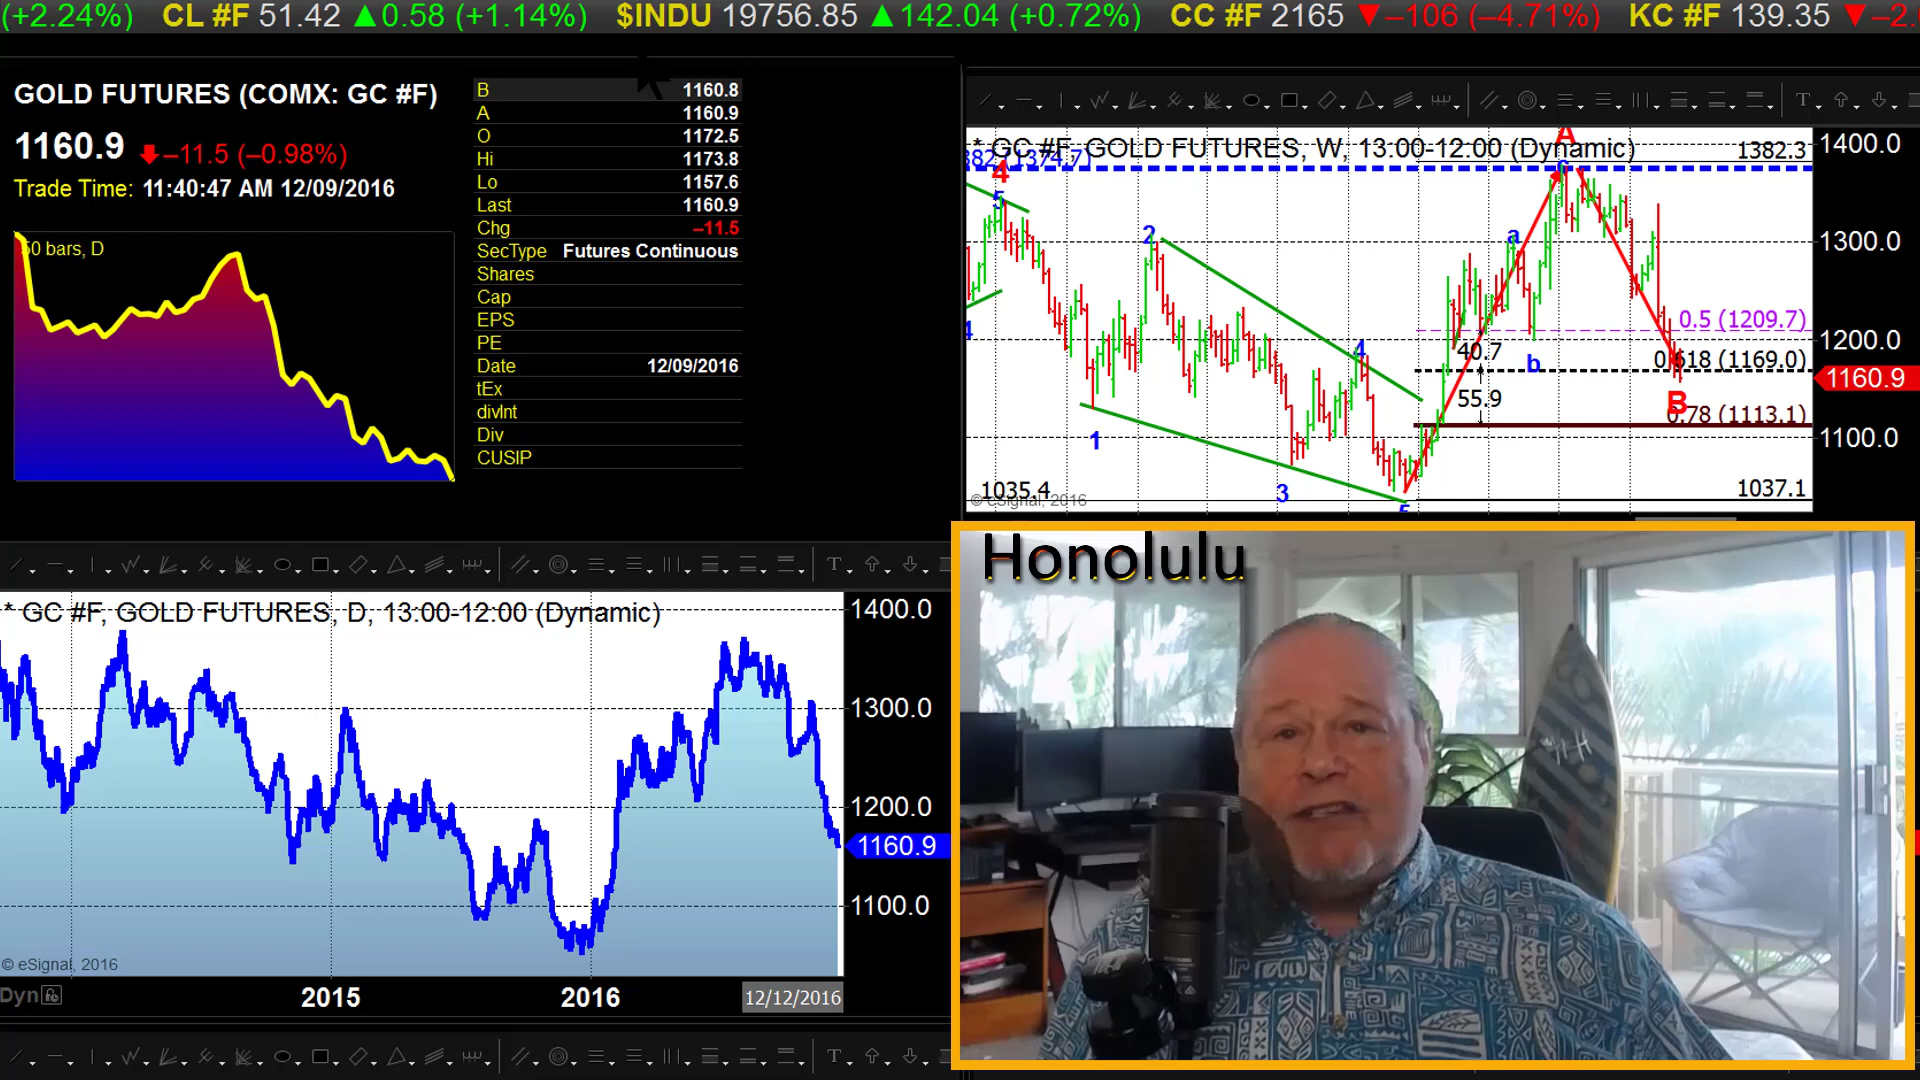 (+2.24%) CL #F 51.42 ▲0.58 (+1.14%) $INDU 19756.85 ▲142.04 (+0.72%) CC #F 2165 ▼–106 (–4.71%) KC #F 139.35 ▼–2.
GOLD FUTURES (COMX: GC #F)
1160.9 –11.5 (–0.98%)
Trade Time: 11:40:47 AM 12/09/2016
50 bars, D
B 1160.8
A 1160.9
O 1172.5
Hi 1173.8
Lo 1157.6
Last 1160.9
Chg –11.5
SecType Futures Continuous
Shares
Cap
EPS
PE
Date 12/09/2016
tEx
divInt
Div
CUSIP
T
* GC #F, GOLD FUTURES, W, 13:00-12:00 (Dynamic)
382 (1374.7)
1382.3
1400.0
A
c
4
5
2
a
1300.0
0.5 (1209.7)
1200.0
4
40.7
b
0.618 (1169.0)
1160.9
55.9
B
0.78 (1113.1)
1100.0
1
4
3
5
1035.4
1037.1
© eSignal, 2016
T
* GC #F, GOLD FUTURES, D, 13:00-12:00 (Dynamic)
1400.0
1300.0
1200.0
1160.9
1100.0
© eSignal, 2016
Dyn
2015
2016
12/12/2016
T
Honolulu